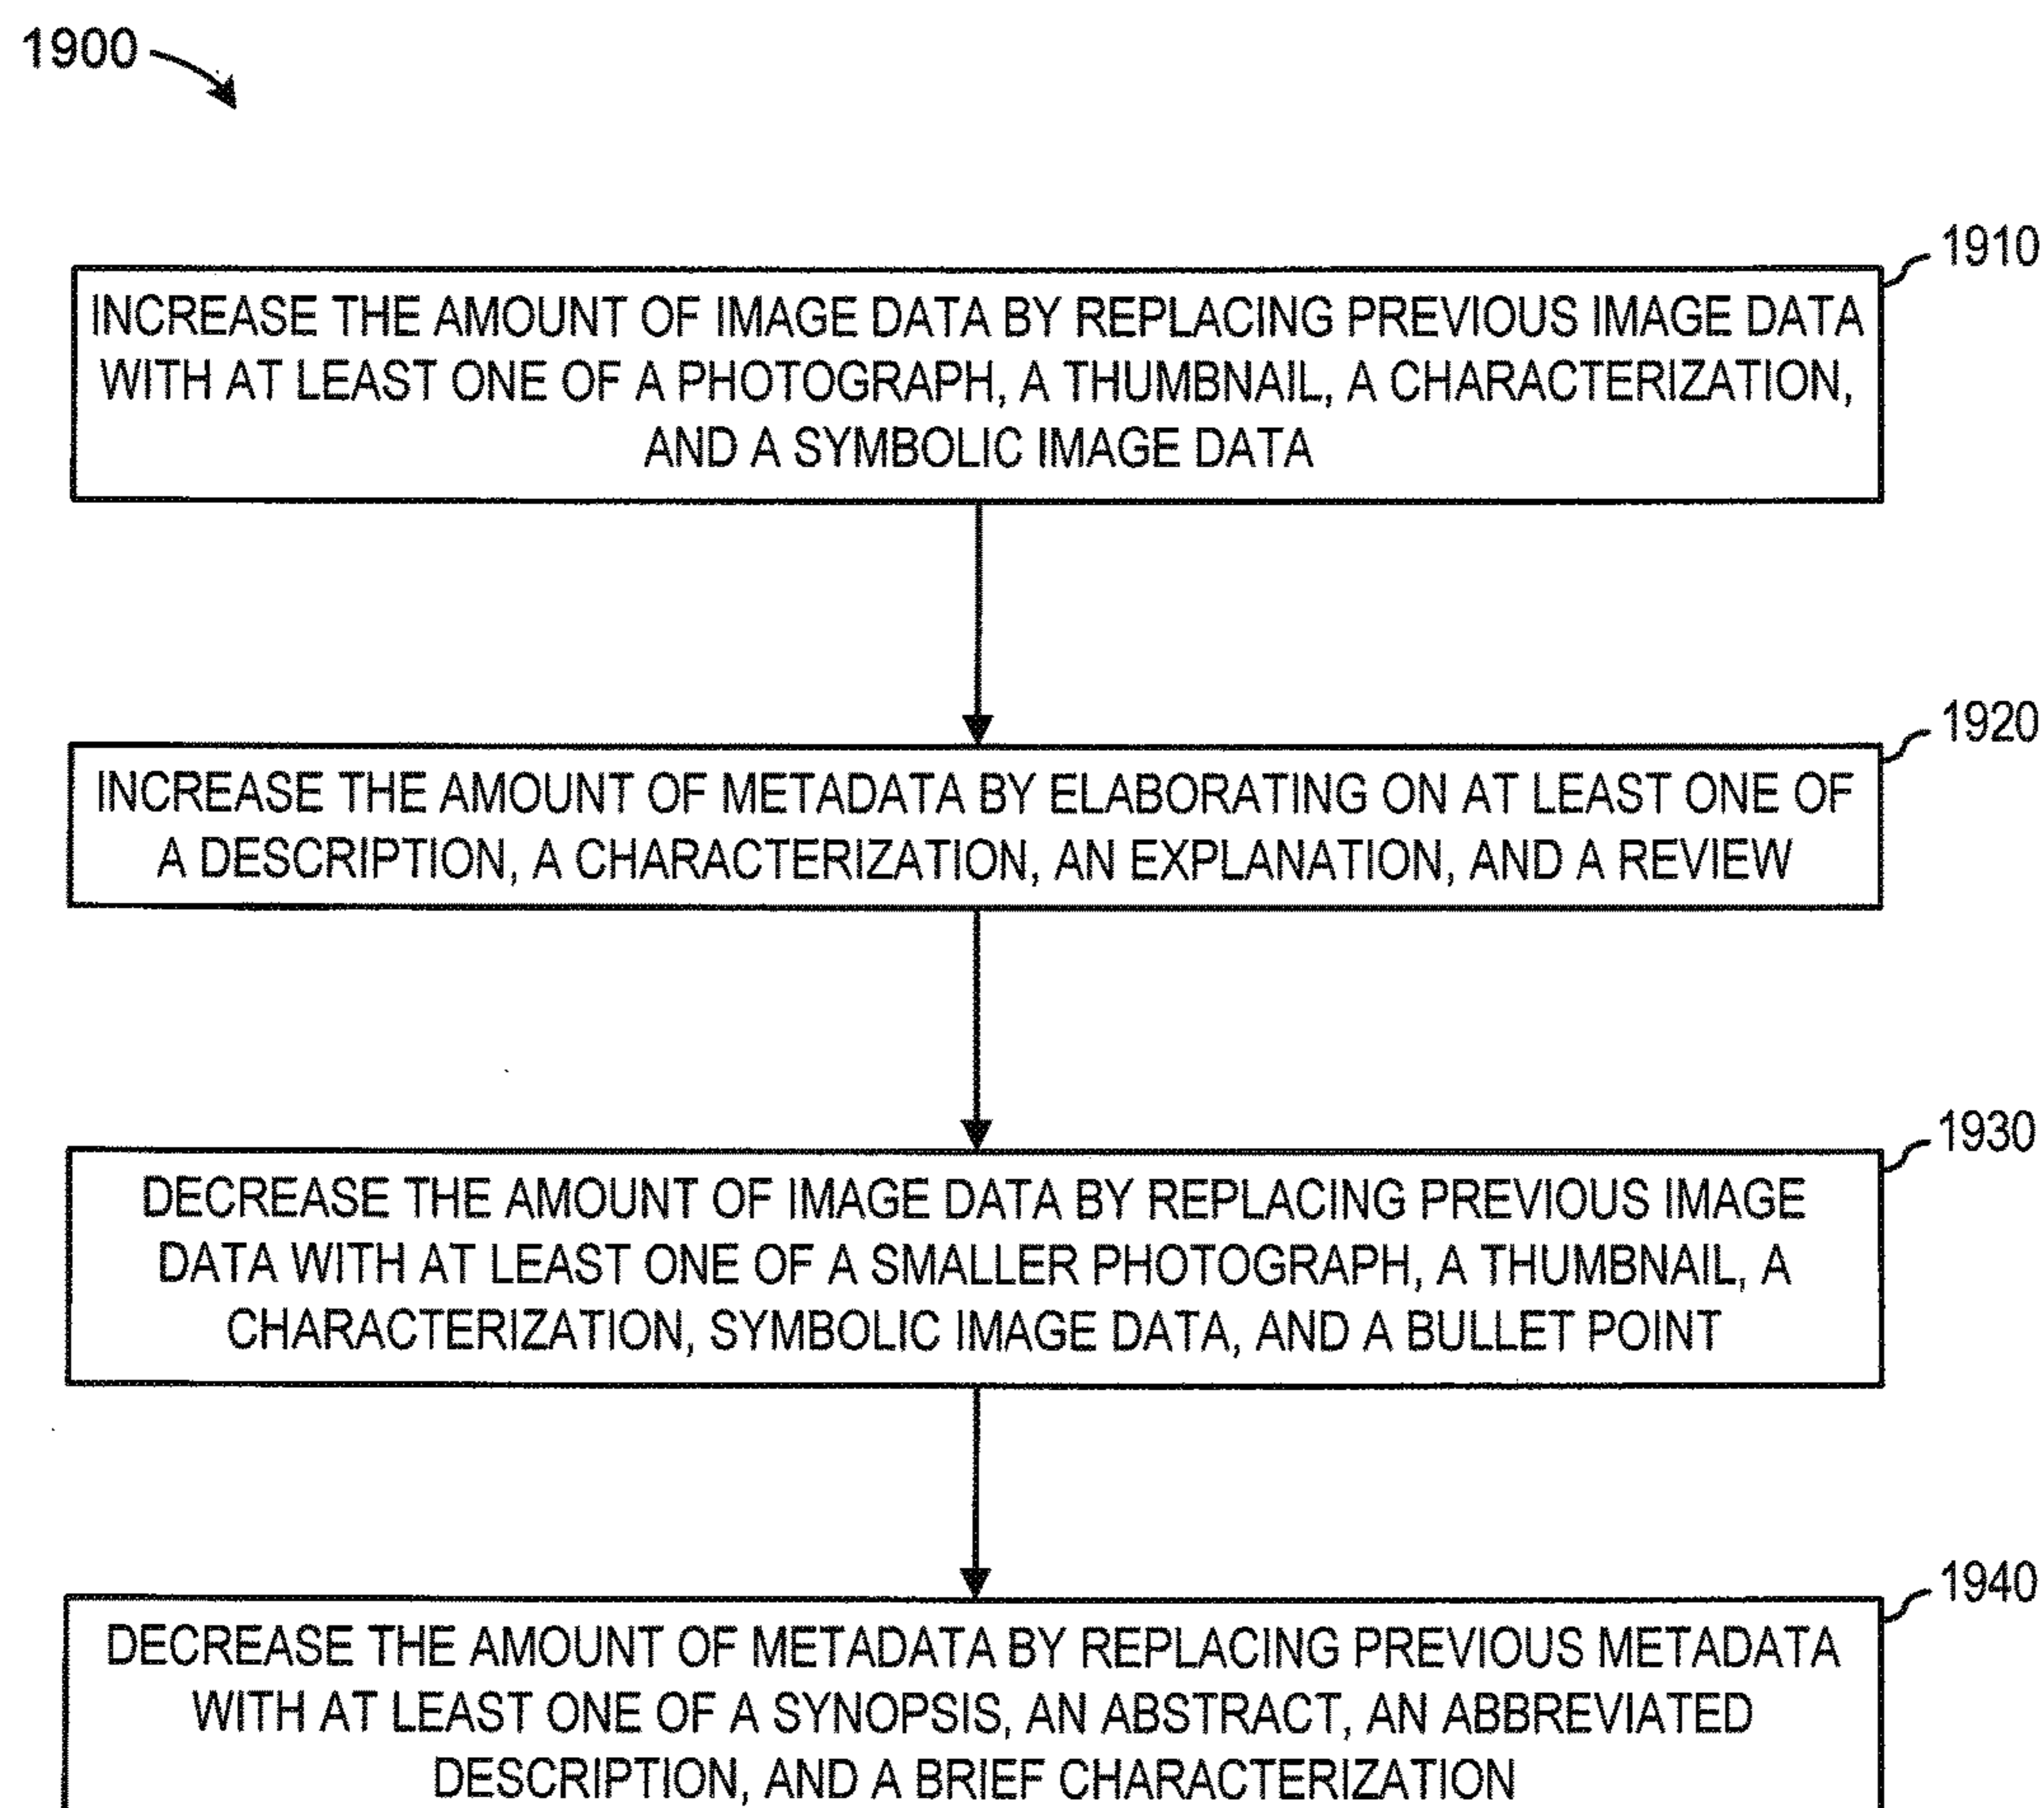 1900
1910
INCREASE THE AMOUNT OF IMAGE DATA BY REPLACING PREVIOUS IMAGE DATA
WITH AT LEAST ONE OF A PHOTOGRAPH, A THUMBNAIL, A CHARACTERIZATION,
AND A SYMBOLIC IMAGE DATA
1920
INCREASE THE AMOUNT OF METADATA BY ELABORATING ON AT LEAST ONE OF
A DESCRIPTION, A CHARACTERIZATION, AN EXPLANATION, AND A REVIEW
1930
DECREASE THE AMOUNT OF IMAGE DATA BY REPLACING PREVIOUS IMAGE
DATA WITH AT LEAST ONE OF A SMALLER PHOTOGRAPH, A THUMBNAIL, A
CHARACTERIZATION, SYMBOLIC IMAGE DATA, AND A BULLET POINT
1940
DECREASE THE AMOUNT OF METADATA BY REPLACING PREVIOUS METADATA
WITH AT LEAST ONE OF A SYNOPSIS, AN ABSTRACT, AN ABBREVIATED
DESCRIPTION, AND A BRIEF CHARACTERIZATION